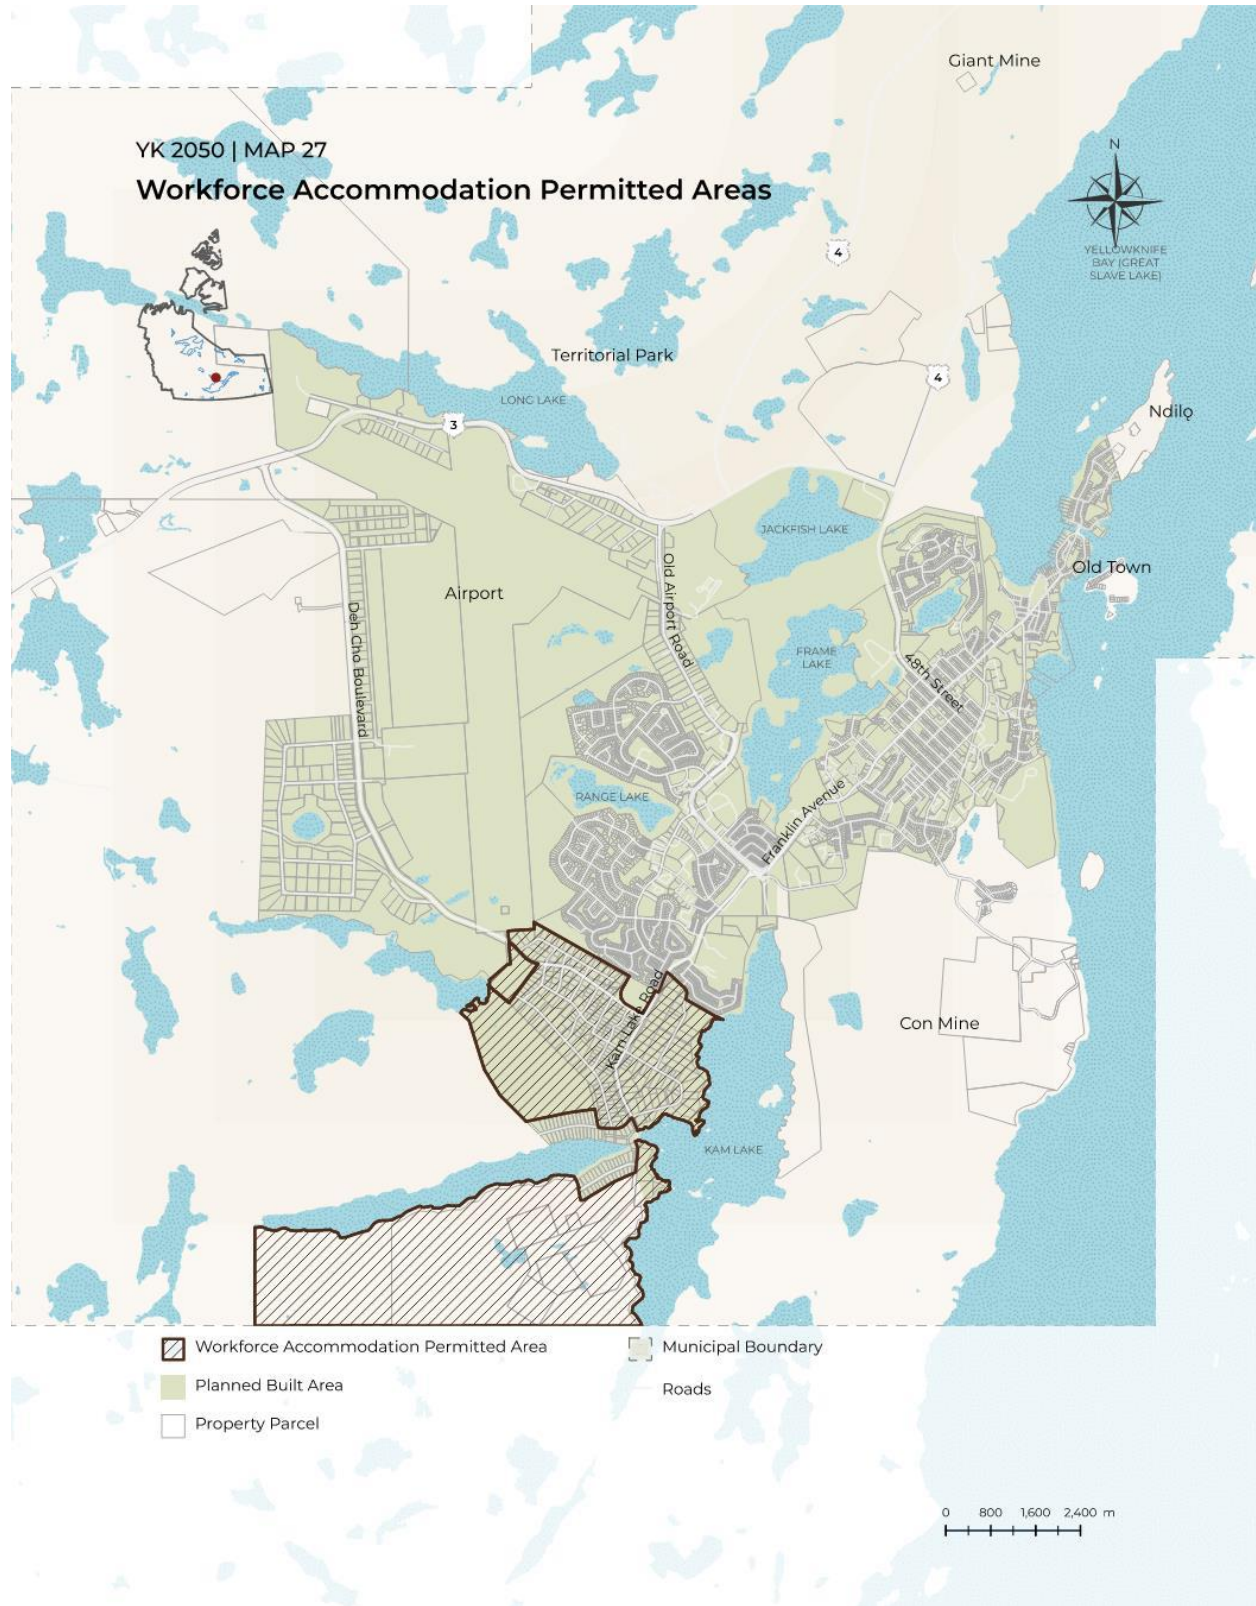 Giant Mine
YK 2050 | MAP 27
Workforce Accommodation Permitted Areas
N
YELLOWKNIFE
BAY (GREAT
SLAVE LAKE)
4
Territorial Park
4
LONG LAKE
3
Ndilǫ
JACKFISH LAKE
Old Town
Airport
Old Airport Road
Deh Cho Boulevard
FRAME
LAKE
48th Street
RANGE LAKE
Franklin Avenue
Kam Lake Road
Con Mine
KAM LAKE
Workforce Accommodation Permitted Area
Municipal Boundary
Planned Built Area
Roads
Property Parcel
0 800 1,600 2,400 m